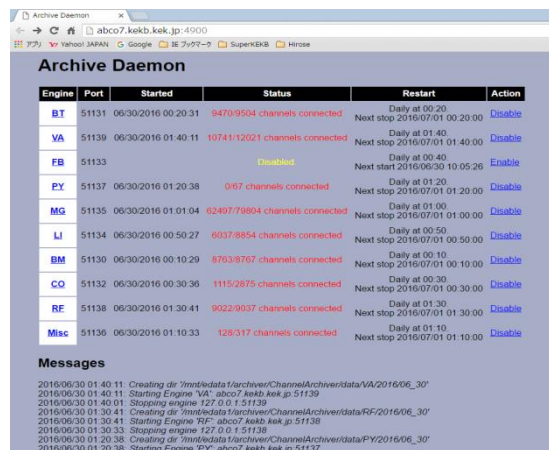 Archive Daemon
abco7.kekb.kek.jp:4900
アプリ Yahoo! JAPAN Google IE ブックマーク SuperKEKB Hirose
Archive Daemon
Engine Port Started Status Restart Action
BT 51131 06/30/2016 00:20:31 9470/9504 channels connected Daily at 00:20. Disable
Next stop 2016/07/01 00:20:00
VA 51139 06/30/2016 01:40:11 10741/12021 channels connected Daily at 01:40. Disable
Next stop 2016/07/01 01:40:00
FB 51133 Disabled. Daily at 00:40. Enable
Next start 2016/06/30 10:05:26
PY 51137 06/30/2016 01:20:38 0/67 channels connected Daily at 01:20. Disable
Next stop 2016/07/01 01:20:00
MG 51135 06/30/2016 01:01:04 62497/79804 channels connected Daily at 01:00. Disable
Next stop 2016/07/01 01:00:00
LI 51134 06/30/2016 00:50:27 6037/8854 channels connected Daily at 00:50. Disable
Next stop 2016/07/01 00:50:00
BM 51130 06/30/2016 00:10:29 8763/8767 channels connected Daily at 00:10. Disable
Next stop 2016/07/01 00:10:00
CO 51132 06/30/2016 00:30:36 1115/2875 channels connected Daily at 00:30. Disable
Next stop 2016/07/01 00:30:00
RF 51138 06/30/2016 01:30:41 9022/9037 channels connected Daily at 01:30. Disable
Next stop 2016/07/01 01:30:00
Misc 51136 06/30/2016 01:10:33 128/317 channels connected Daily at 01:10. Disable
Next stop 2016/07/01 01:10:00
Messages
2016/06/30 01:40:11: Creating dir '/mnt/edata1/archiver/ChannelArchiver/data/VA/2016/06_30'
2016/06/30 01:40:11: Starting Engine 'VA': abco7.kekb.kek.jp:51139
2016/06/30 01:40:01: Stopping engine 127.0.0.1:51139
2016/06/30 01:30:41: Creating dir '/mnt/edata1/archiver/ChannelArchiver/data/RF/2016/06_30'
2016/06/30 01:30:41: Starting Engine 'RF': abco7.kekb.kek.jp:51138
2016/06/30 01:30:33: Stopping engine 127.0.0.1:51138
2016/06/30 01:20:38: Creating dir '/mnt/edata1/archiver/ChannelArchiver/data/PY/2016/06_30'
2016/06/30 01:20:38: Starting Engine 'PY': abco7.kekb.kek.jp:51137